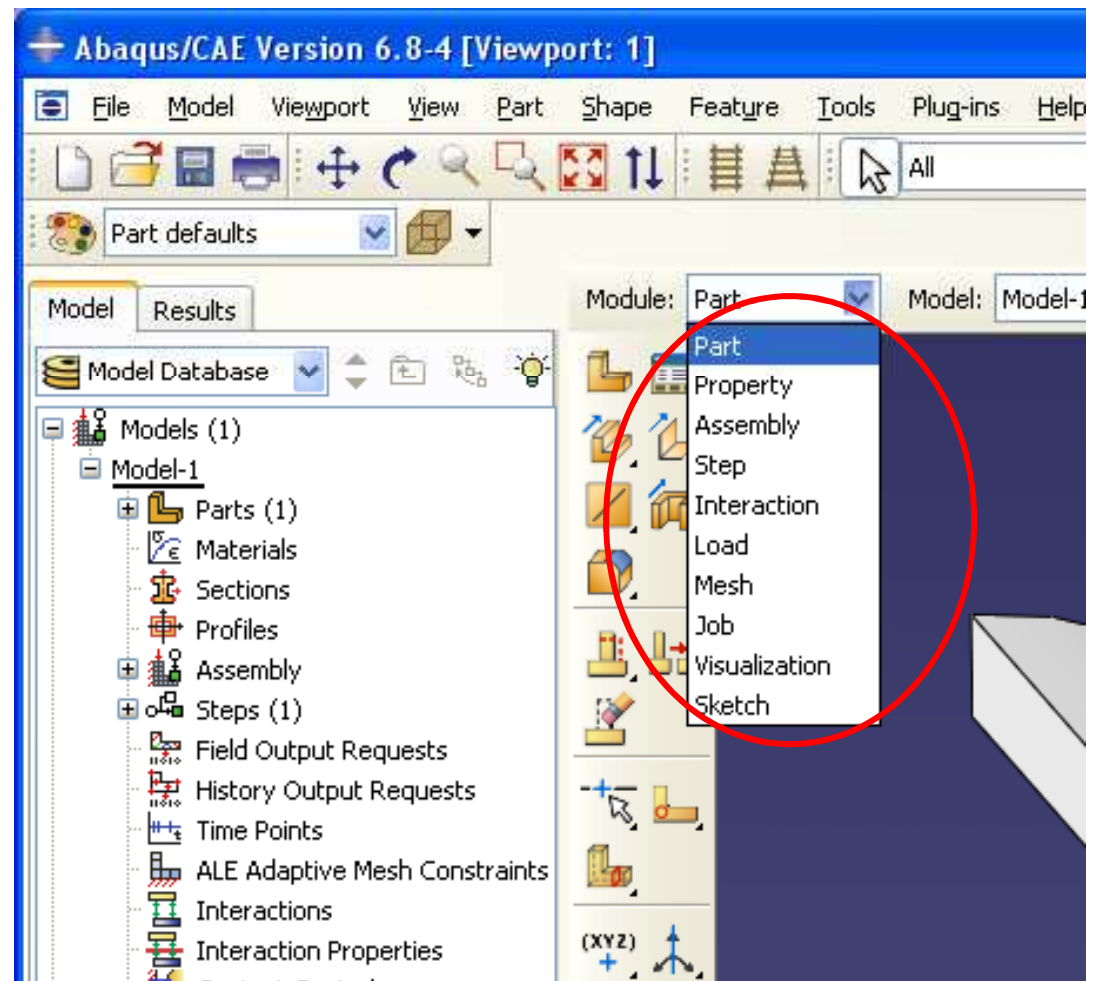 Abaqus/CAE Version 6.8-4 [Viewport: 1]
File Model Viewport View Part Shape Feature Tools Plug-ins Help
All
Part defaults
Module: Part Model: Model-1
Model Results
Model Database
Part
Property
Assembly
Step
Interaction
Load
Mesh
Job
Visualization
Sketch
Models (1)
Model-1
Parts (1)
Materials
Sections
Profiles
Assembly
Steps (1)
Field Output Requests
History Output Requests
Time Points
ALE Adaptive Mesh Constraints
Interactions
Interaction Properties
(XYZ)